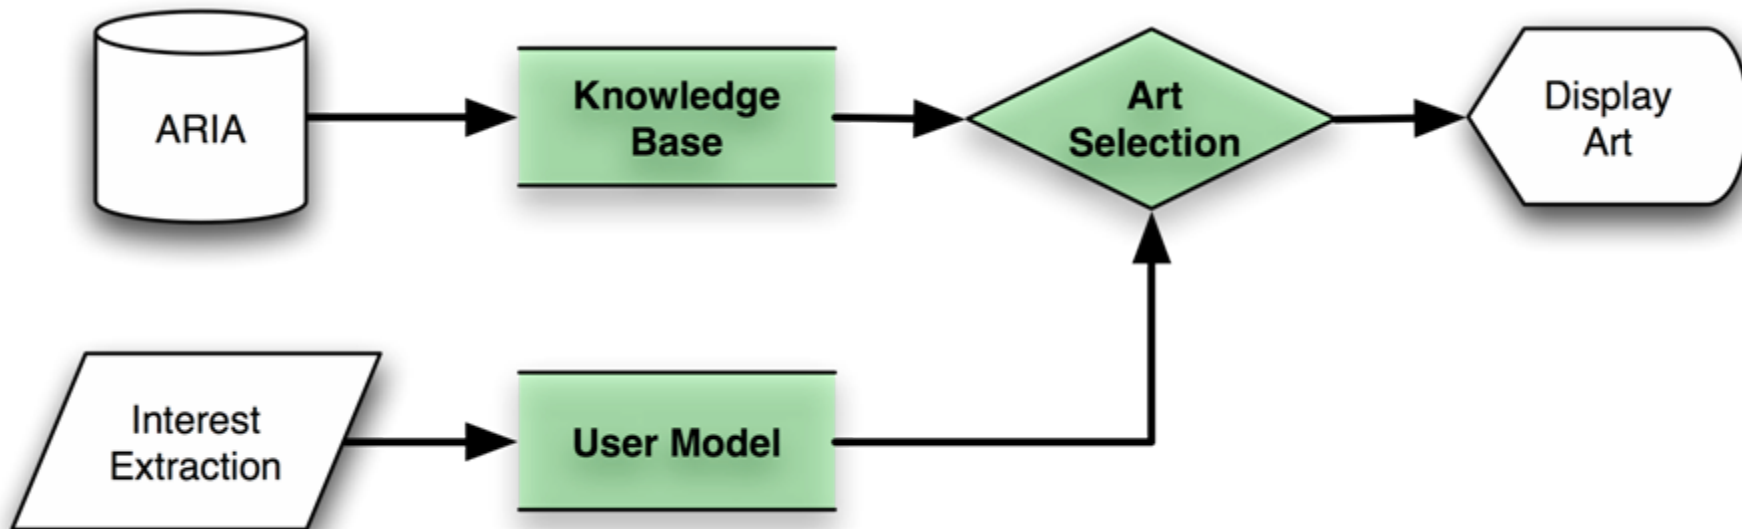 ARIA
Knowledge
Base
Art
Selection
Display
Art
Interest
Extraction
User Model